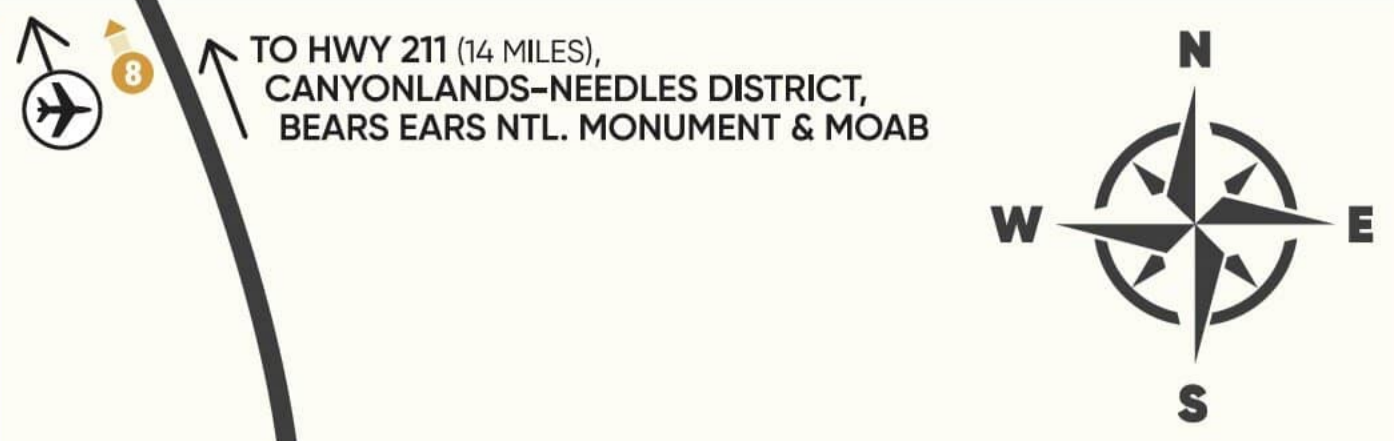 8
TO HWY 211 (14 MILES),
CANYONLANDS–NEEDLES DISTRICT,
BEARS EARS NTL. MONUMENT & MOAB
N
W E
S